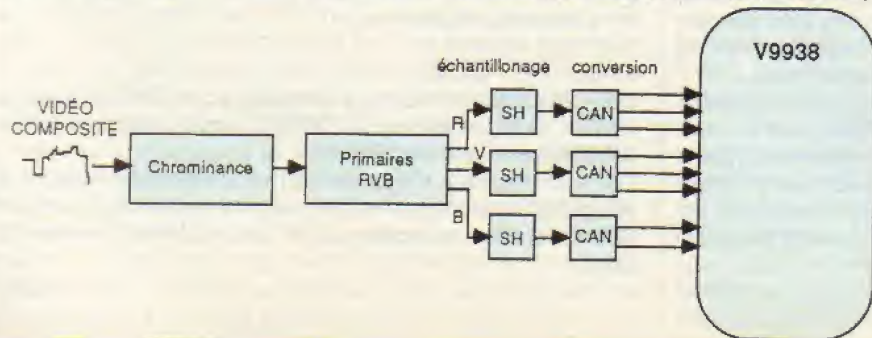 V9938
échantillonage
conversion
VIDÉO
COMPOSITE
Chrominance
Primaires
RVB
R
V
B
SH
CAN
SH
CAN
SH
CAN